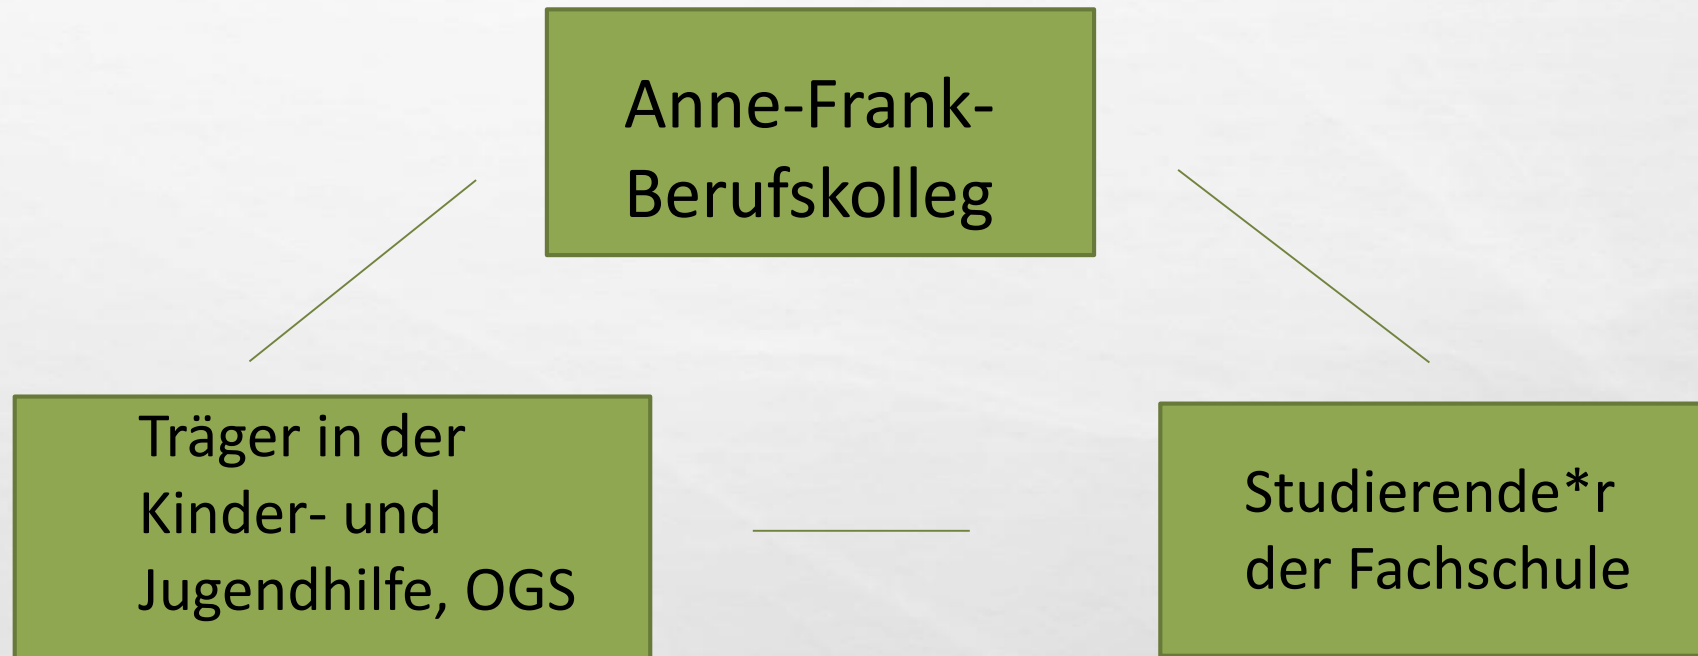 Anne-Frank-
Berufskolleg
Träger in der
Kinder- und
Jugendhilfe, OGS
Studierende*r
der Fachschule